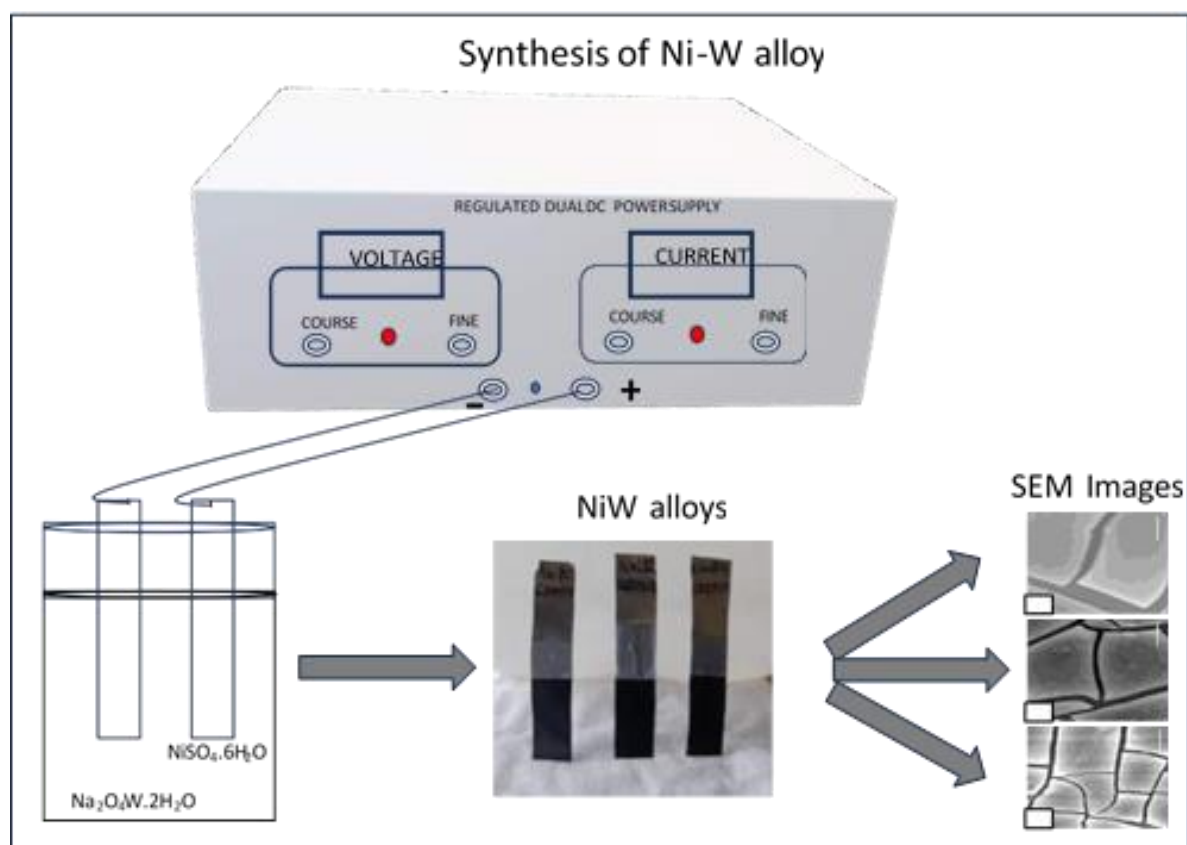 Synthesis of Ni-W alloy
REGULATED DUALDC POWERSUPPLY
VOLTAGE
CURRENT
COURSE
FINE
COURSE
FINE
-
+
NiW alloys
SEM Images
NiSO₄.6H₂O
Na₂O₄W.2H₂O